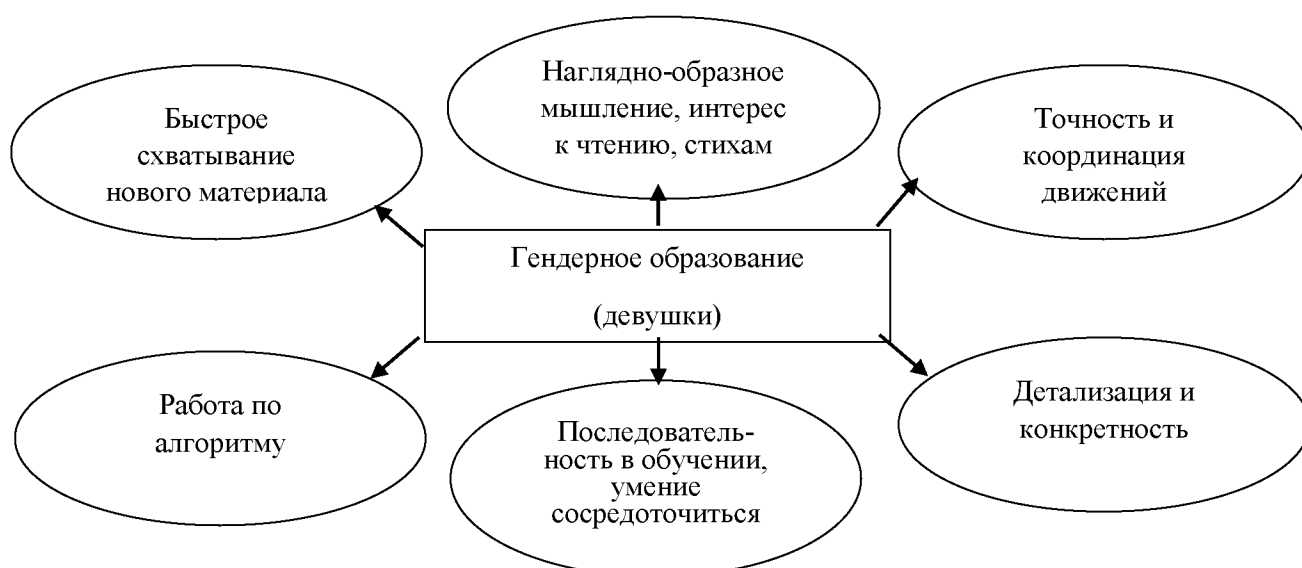 Наглядно-образное
мышление, интерес
к чтению, стихам
Быстрое
схватывание
нового материала
Точность и
координация
движений
Гендерное образование
(девушки)
Работа по
алгоритму
Последователь-
ность в обучении,
умение
сосредоточиться
Детализация и
конкретность